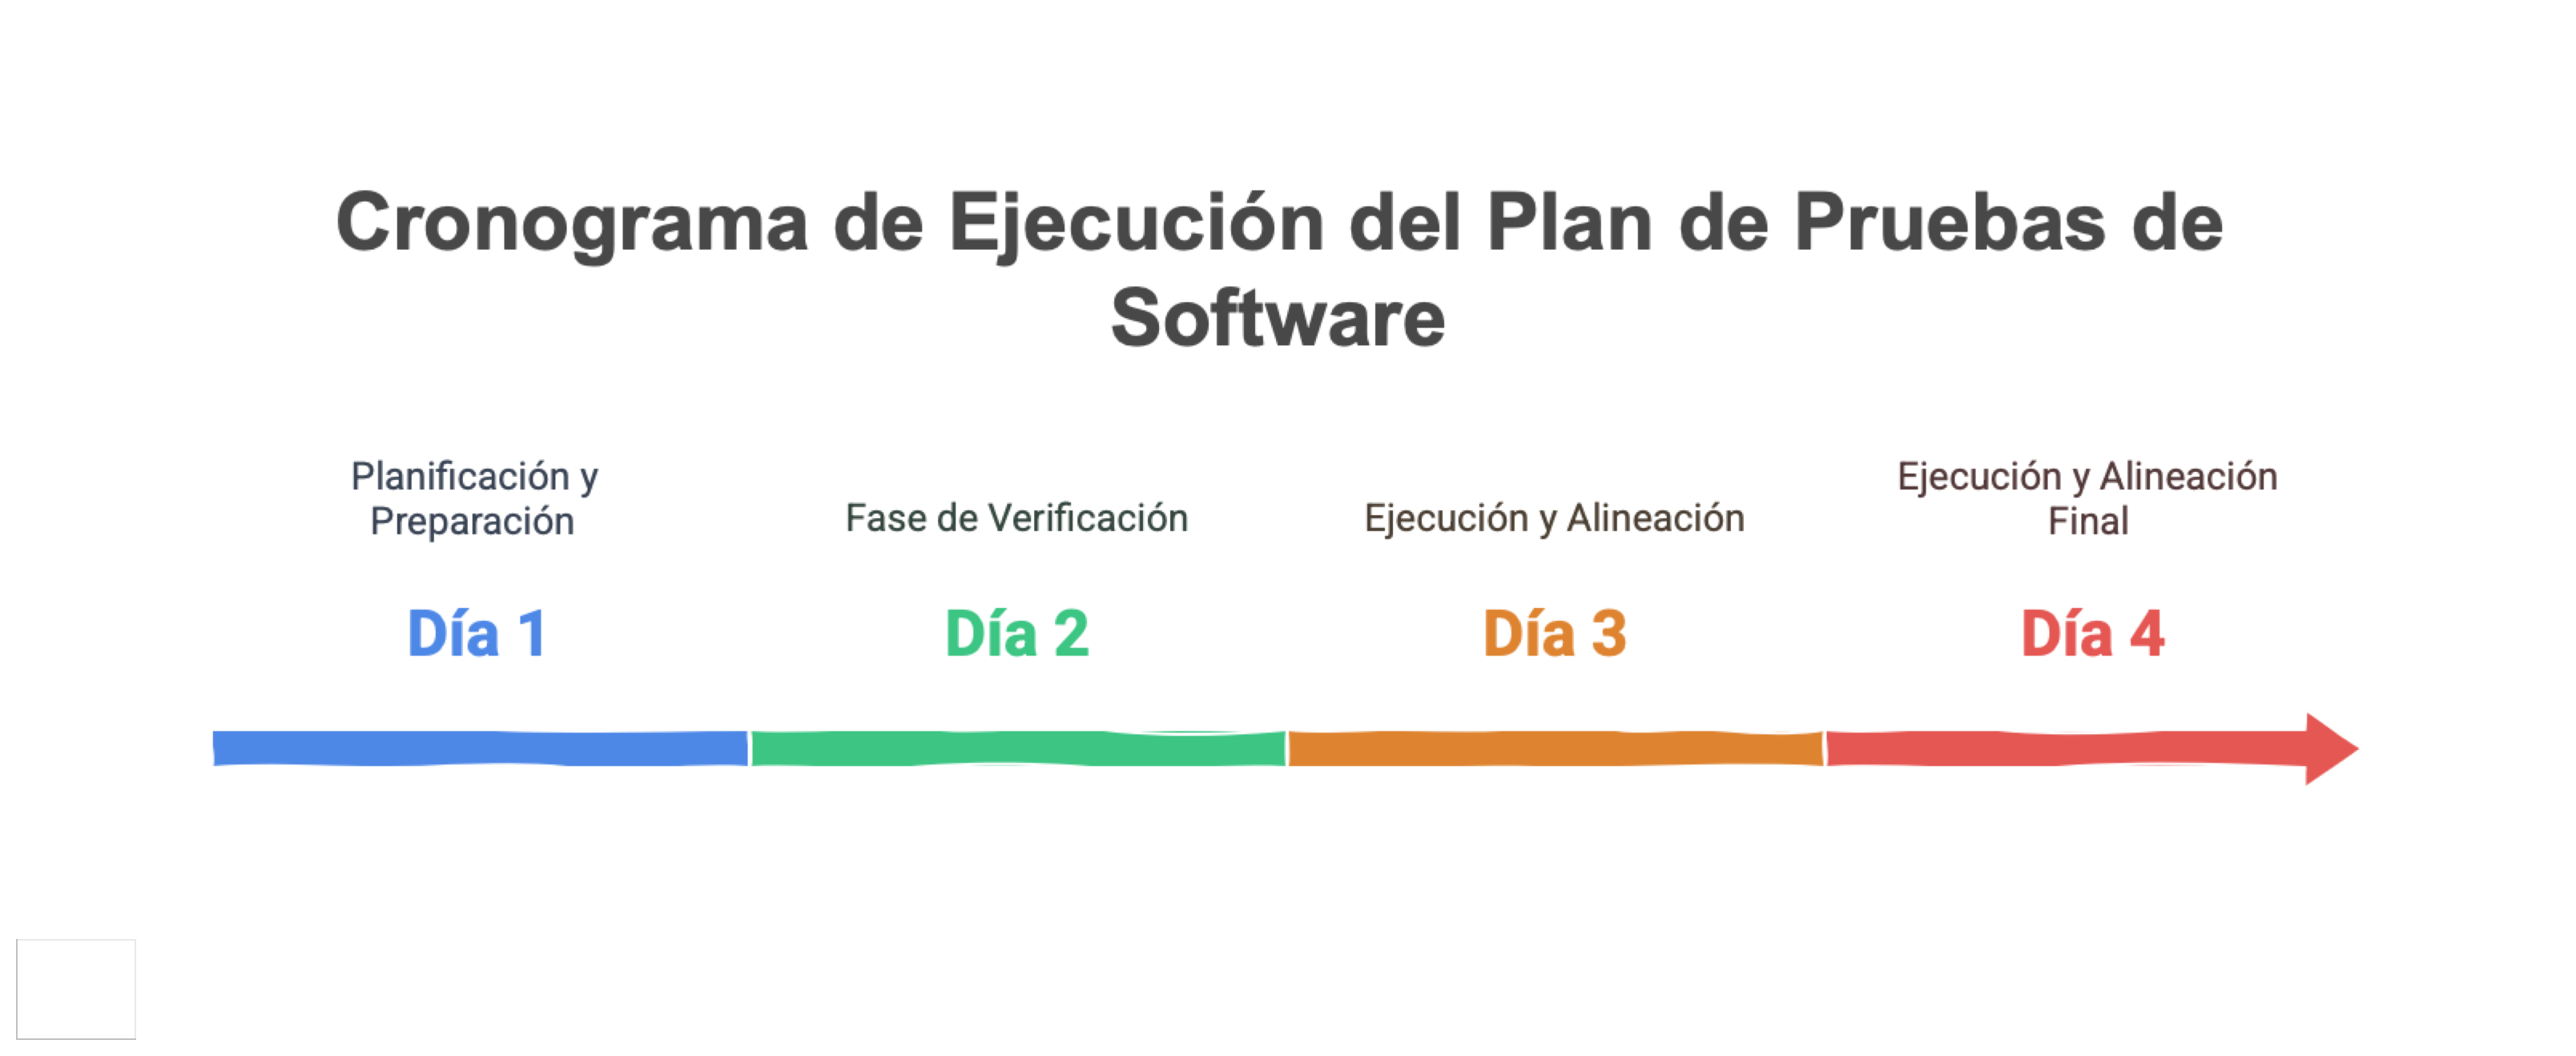 Cronograma de Ejecución del Plan de Pruebas de
Software
Planificación y
Preparación
Fase de Verificación
Ejecución y Alineación
Ejecución y Alineación
Final
Día 1
Día 2
Día 3
Día 4